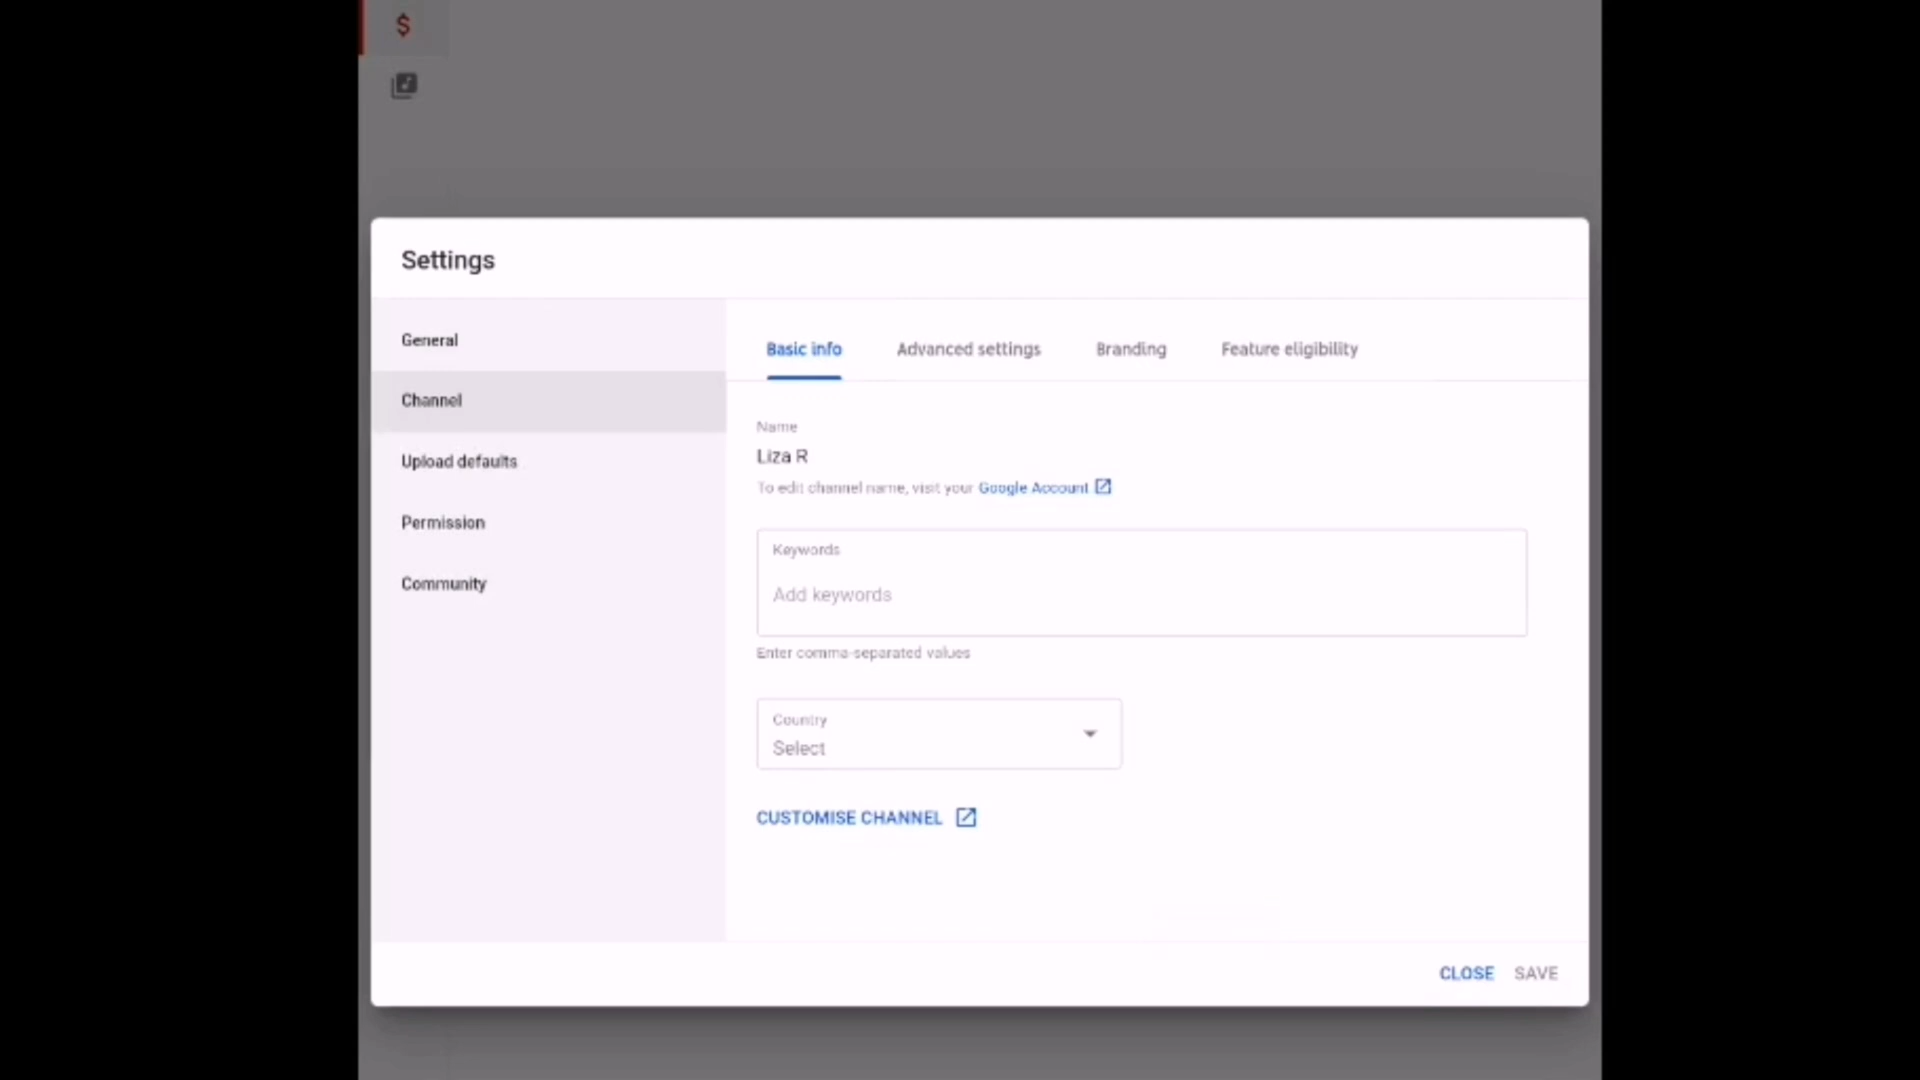 $
Settings
General
Channel
Upload defaults
Permission
Community
Basic info Advanced settings Branding Feature eligibility
Name
Liza R
To edit channel name, visit your Google Account
Keywords
Add keywords
Enter comma-separated values
Country
Select
CUSTOMISE CHANNEL
CLOSE SAVE